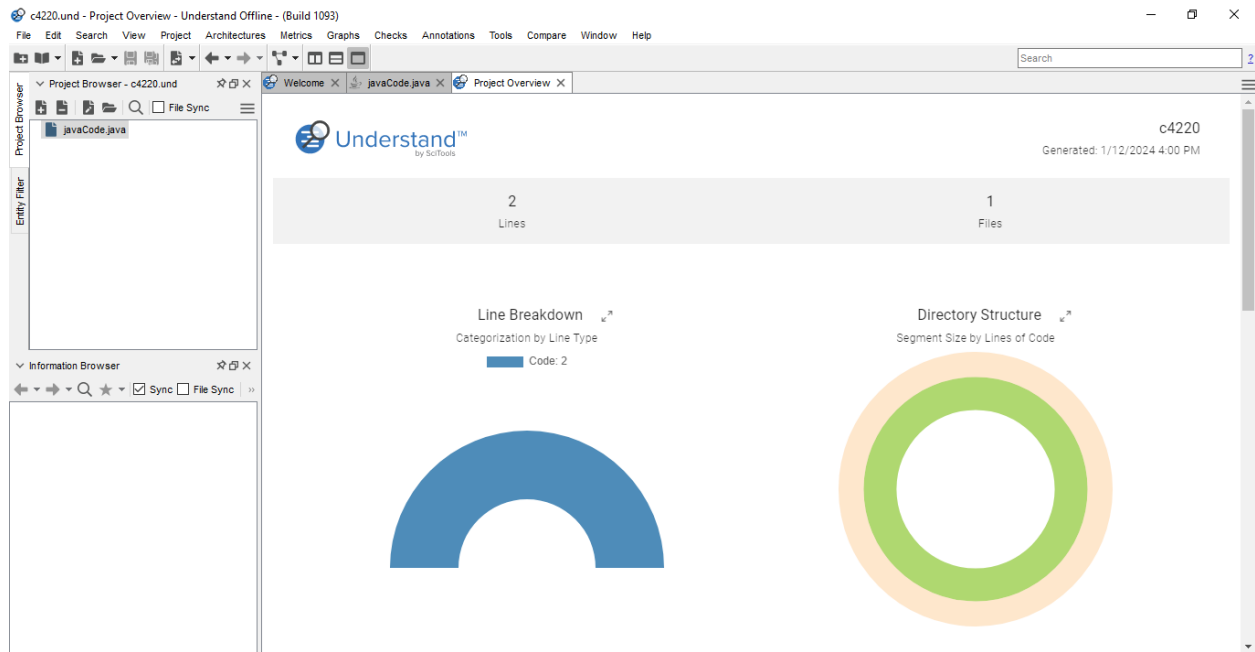 c4220.und - Project Overview - Understand Offline - (Build 1093)
File Edit Search View Project Architectures Metrics Graphs Checks Annotations Tools Compare Window Help
Search
?
Project Browser
Entity Filter
Project Browser - c4220.und
File Sync
javaCode.java
Information Browser
Sync File Sync »
Welcome javaCode.java Project Overview
Understand™
by SciTools
c4220
Generated: 1/12/2024 4:00 PM
2
Lines
1
Files
Line Breakdown
Categorization by Line Type
Code: 2
Directory Structure
Segment Size by Lines of Code